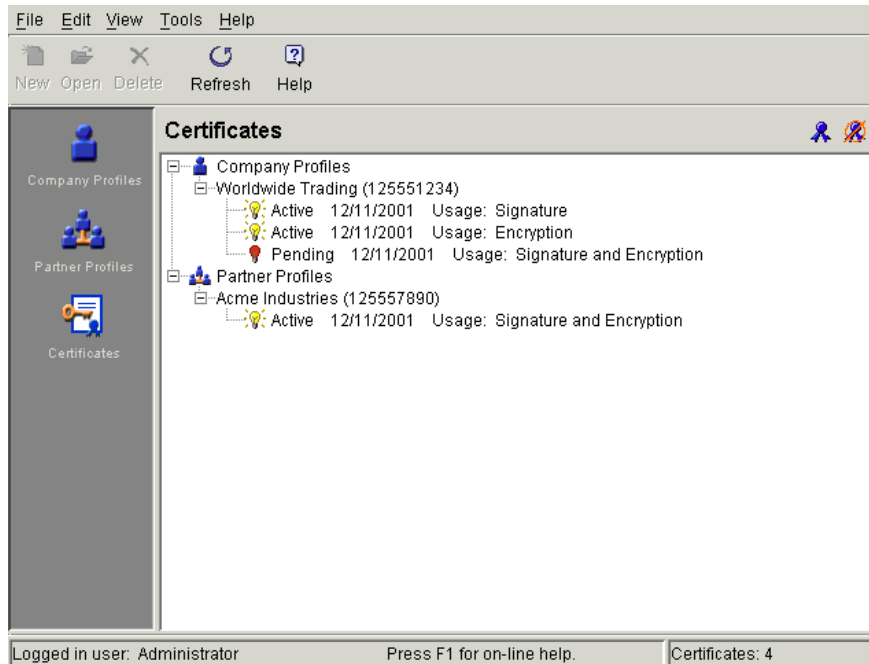 File Edit View Tools Help
New Open Delete Refresh Help
Certificates
Company Profiles
Partner Profiles
Certificates
Company Profiles
Worldwide Trading (125551234)
Active 12/11/2001 Usage: Signature
Active 12/11/2001 Usage: Encryption
Pending 12/11/2001 Usage: Signature and Encryption
Partner Profiles
Acme Industries (125557890)
Active 12/11/2001 Usage: Signature and Encryption
Logged in user: Administrator Press F1 for on-line help. Certificates: 4